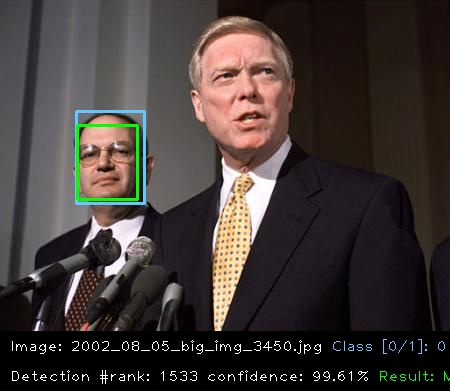 Image: 2002_08_05_big_img_3450.jpg Class [0/1]: 0
Detection #rank: 1533 confidence: 99.61% Result: